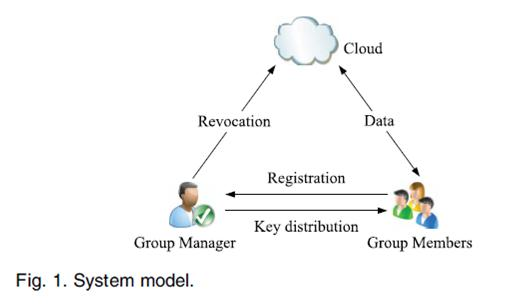 Cloud
Revocation
Data
Registration
Key distribution
Group Manager
Group Members
Fig. 1. System model.